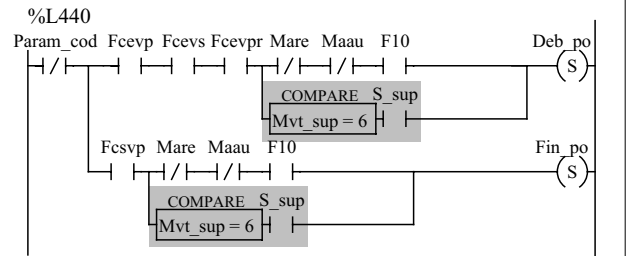 %L440
Param_cod Fcevp Fcevs Fcevpr Mare Maau F10 Deb_po
S
COMPARE S_sup
Mvt_sup = 6
Fcsvp Mare Maau F10 Fin_po
S
COMPARE S_sup
Mvt_sup = 6